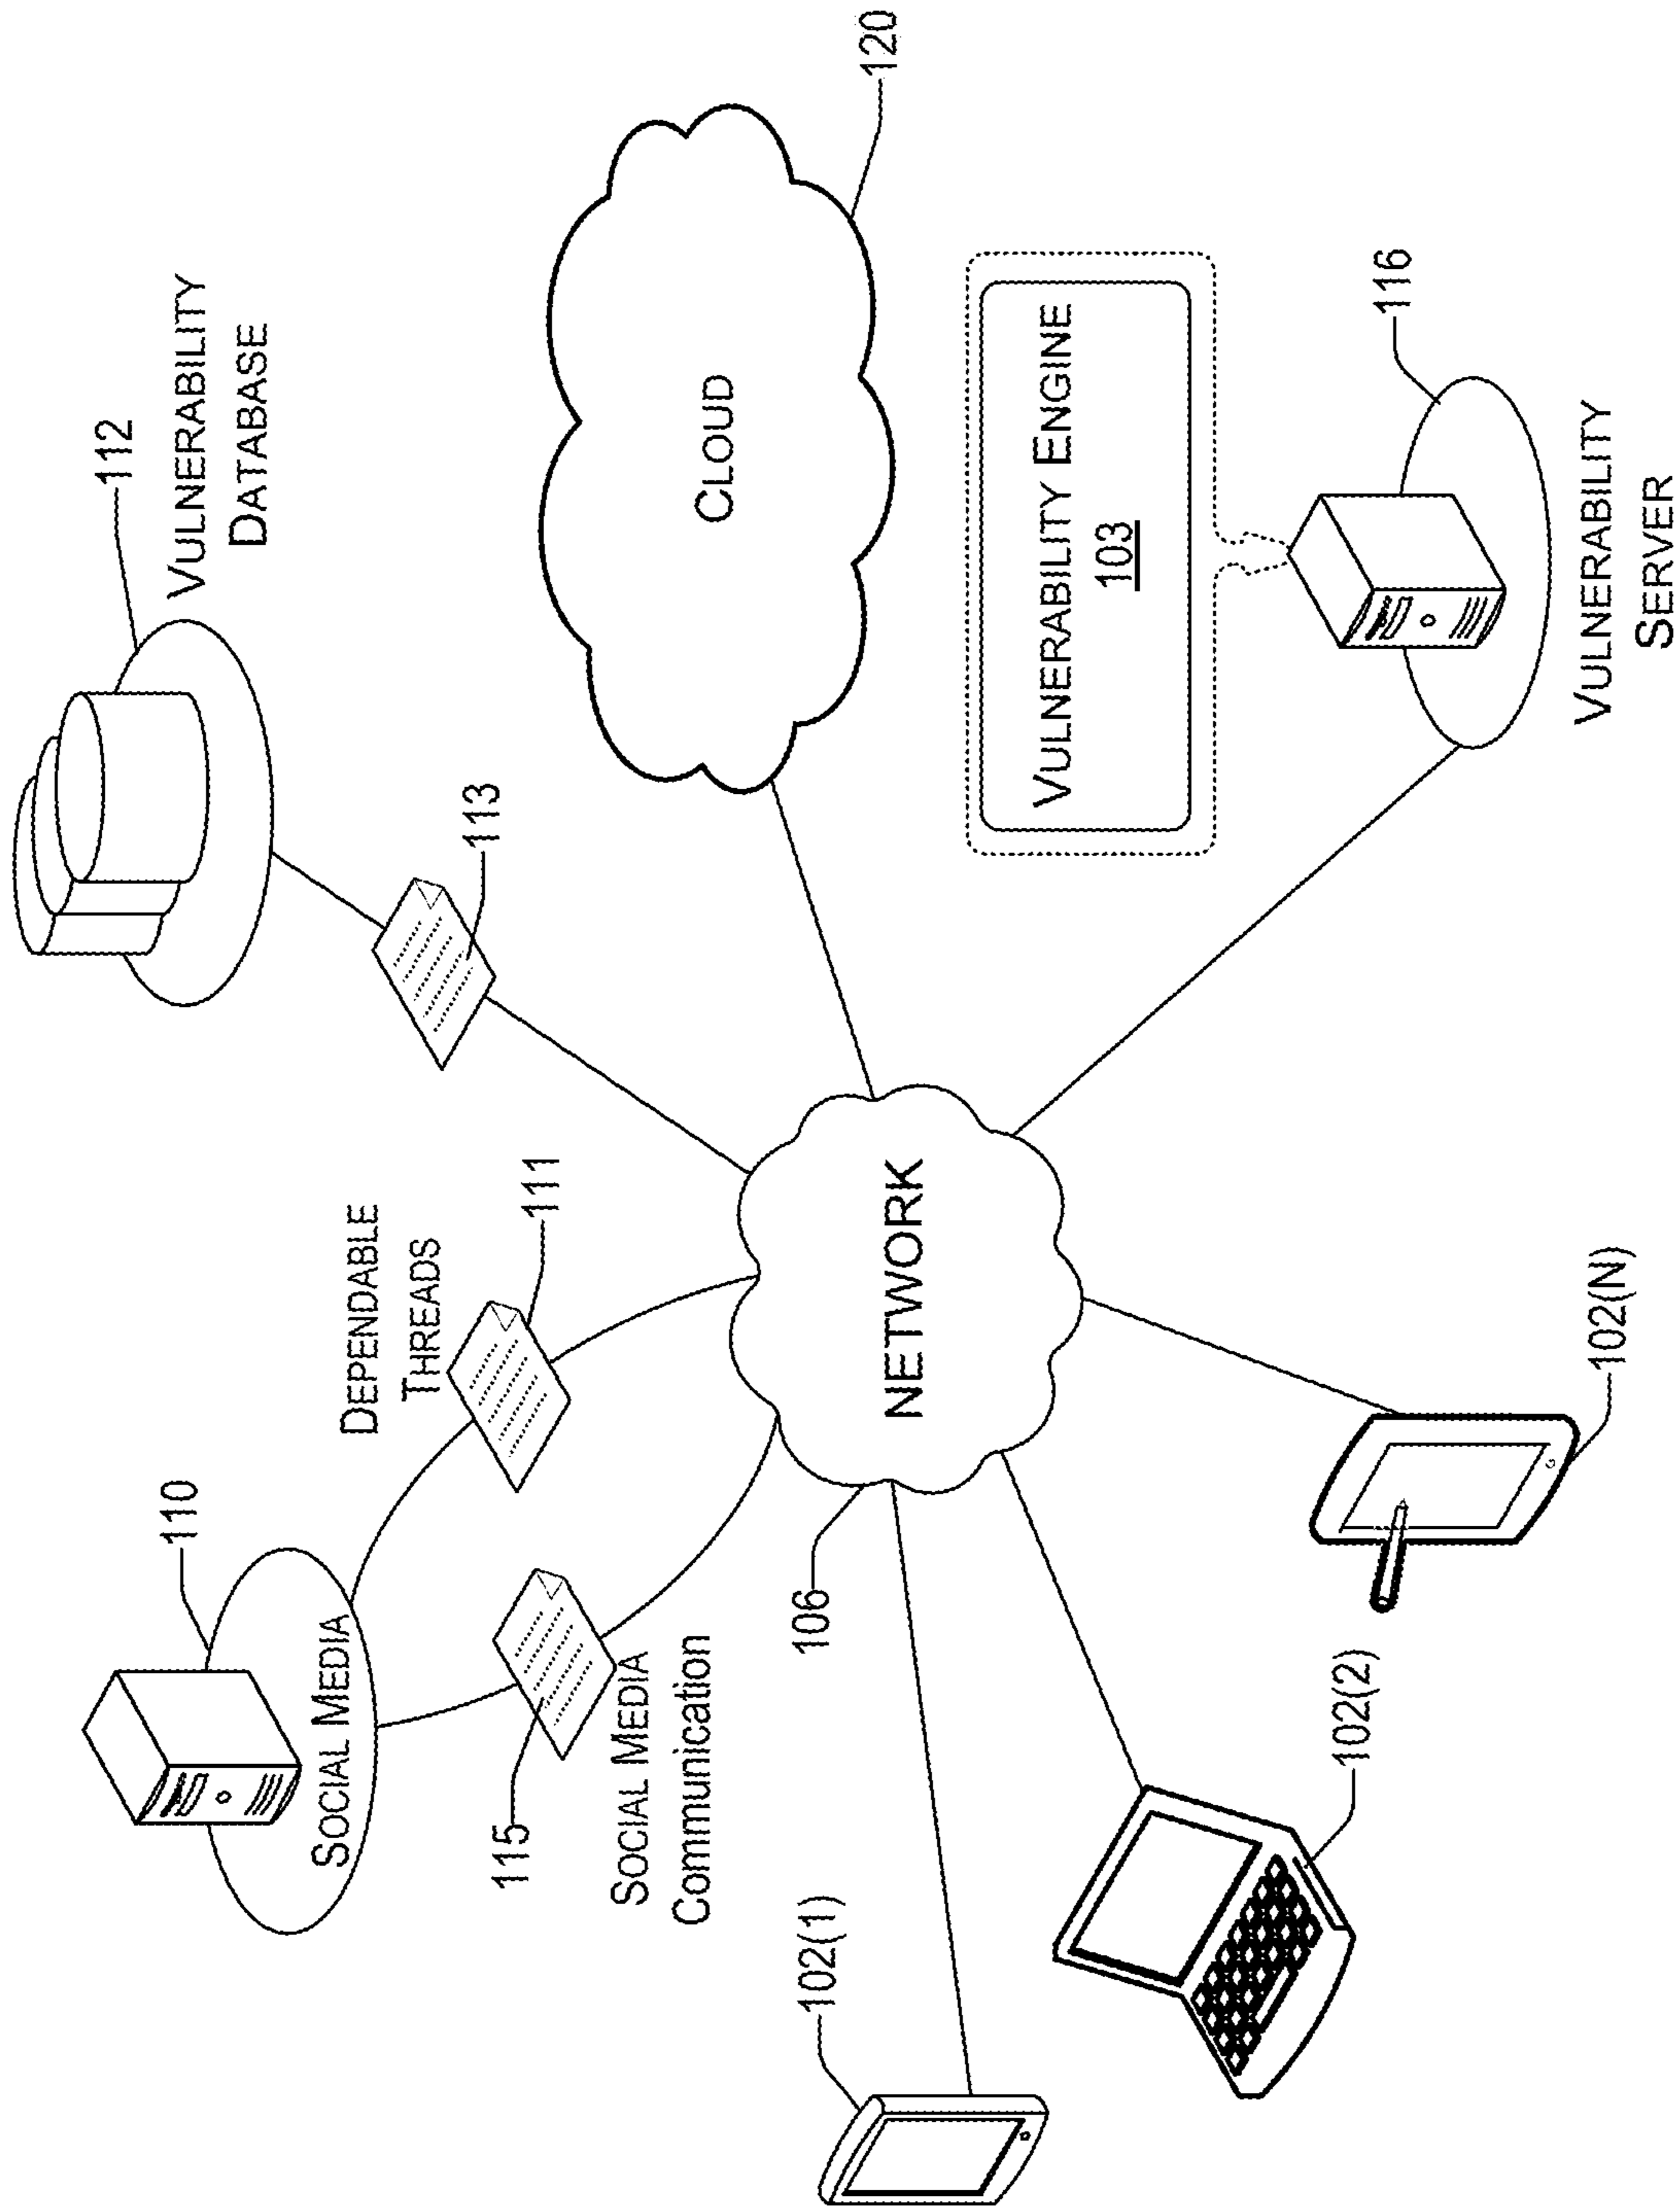 110
SOCIAL MEDIA
DEPENDABLE
THREADS
111
112
VULNERABILITY
DATABASE
113
115
SOCIAL MEDIA
Communication
102(1)
106
NETWORK
CLOUD
120
VULNERABILITY ENGINE
103
102(2)
102(N)
116
VULNERABILITY
SERVER